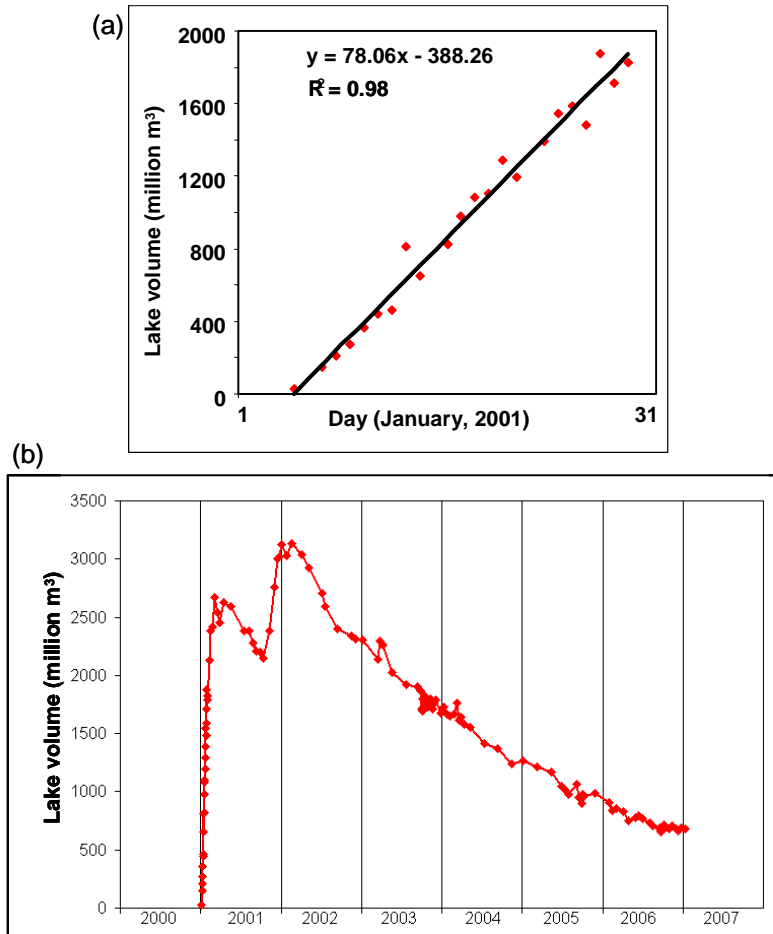 (a)
y = 78.06x - 388.26
R² = 0.98
Lake volume (million m³)
2000
1600
1200
800
400
0
1
31
Day (January, 2001)
(b)
Lake volume (million m³)
3500
3000
2500
2000
1500
1000
500
0
2000 2001 2002 2003 2004 2005 2006 2007